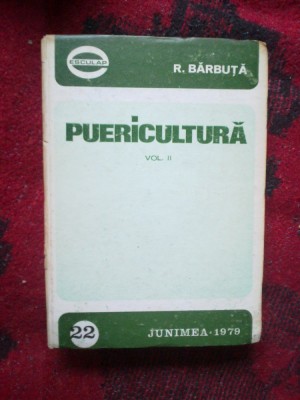 ESCULAP
R. BĂRBUȚĂ
PUERICULTURĂ
VOL. II
22
JUNIMEA · 1979